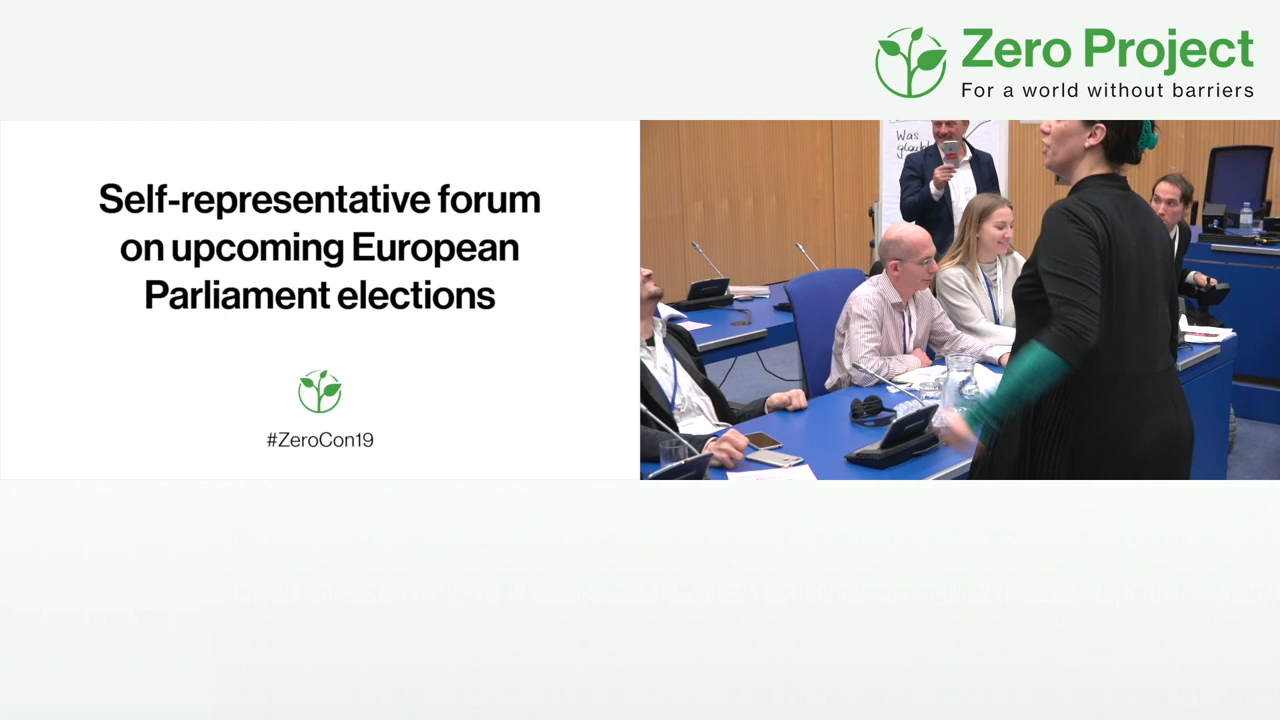 Zero Project
For a world without barriers
Self-representative forum
on upcoming European
Parliament elections
#ZeroCon19
Was